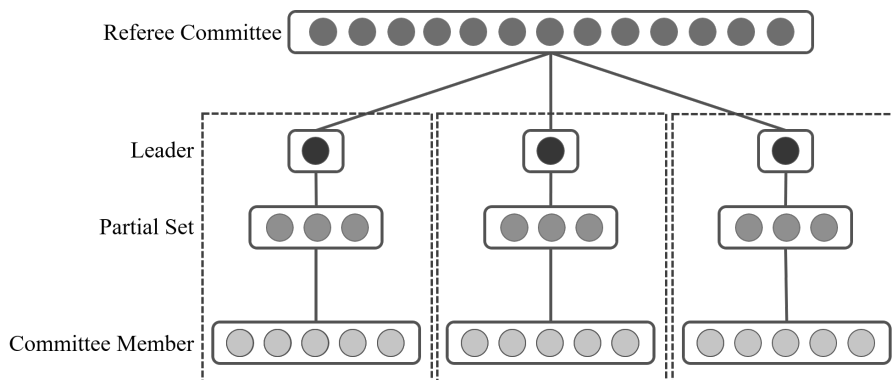 Referee Committee
Leader
Partial Set
Committee Member